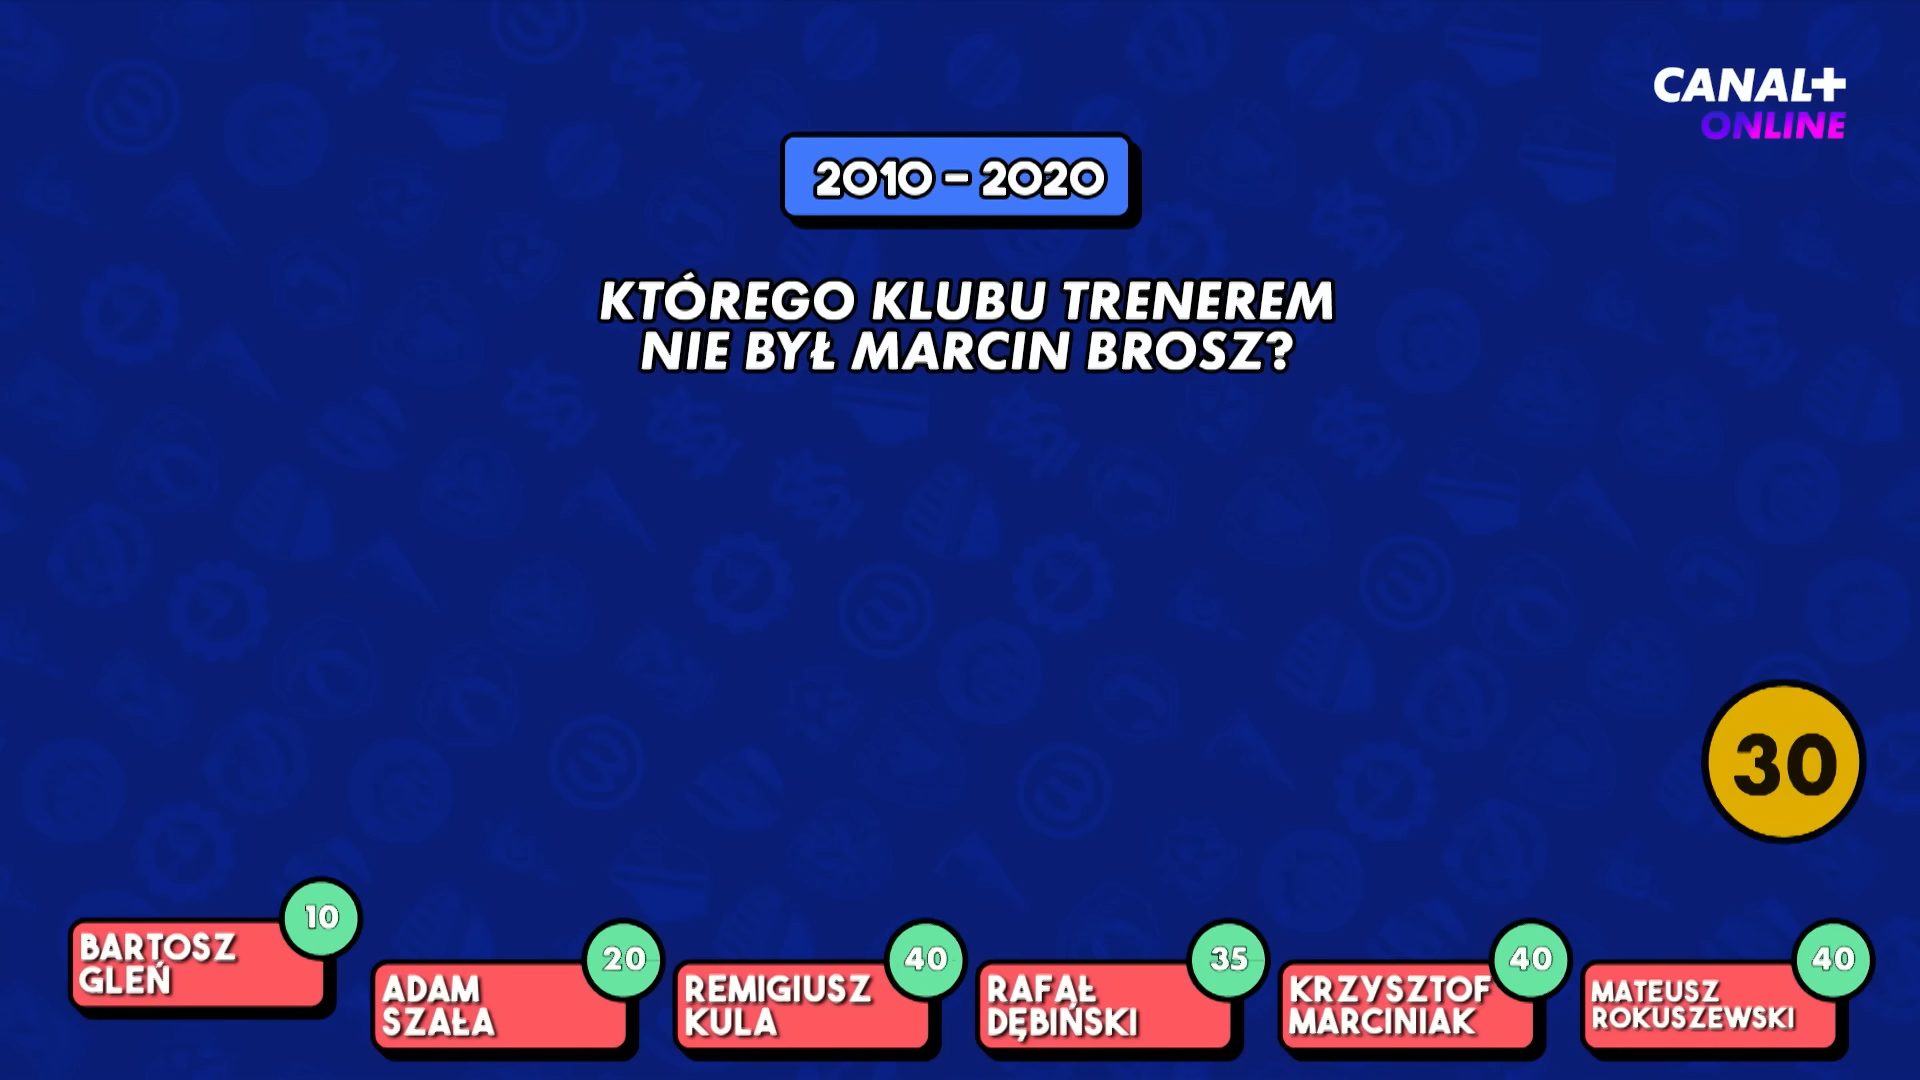 CANAL+
ONLINE
2010 – 2020
KTÓREGO KLUBU TRENEREM
NIE BYŁ MARCIN BROSZ?
30
10
BARTOSZ
GLEŃ
20
ADAM
SZAŁA
40
REMIGIUSZ
KULA
35
RAFAŁ
DĘBIŃSKI
40
KRZYSZTOF
MARCINIAK
40
MATEUSZ
ROKUSZEWSKI